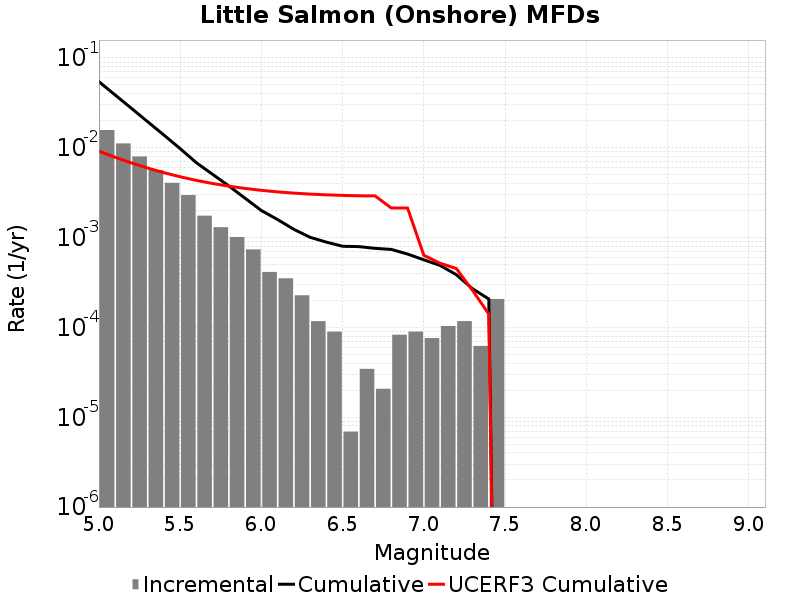 Little Salmon (Onshore) MFDs
10^-1
10^-2
10^-3
10^-4
10^-5
10^-6
Rate (1/yr)
5.0 5.5 6.0 6.5 7.0 7.5 8.0 8.5 9.0
Magnitude
Incremental Cumulative UCERF3 Cumulative